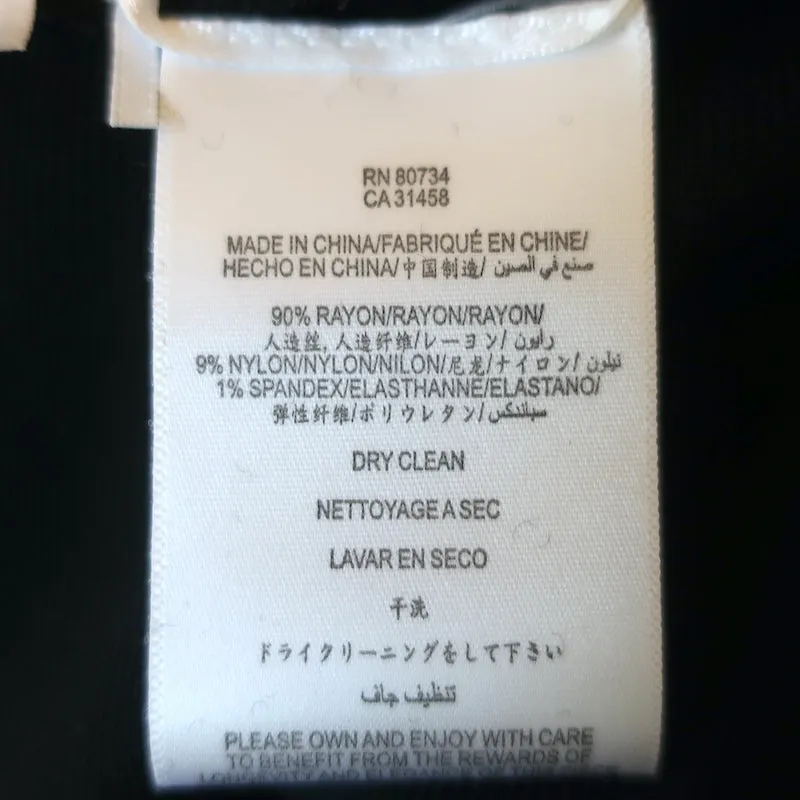 RN 80734
CA 31458
MADE IN CHINA/FABRIQUÉ EN CHINE/
HECHO EN CHINA/中国制造/ صنع في الصين
90% RAYON/RAYON/RAYON/
人造丝, 人造纤维/レーヨン/ رايون
9% NYLON/NYLON/NILON/尼龙/ナイロン/ نيلون
1% SPANDEX/ELASTHANNE/ELASTANO/
弹性纤维/ポリウレタン/ سباندكس
DRY CLEAN
NETTOYAGE A SEC
LAVAR EN SECO
干洗
ドライクリーニングをして下さい
تنظيف جاف
PLEASE OWN AND ENJOY WITH CARE
TO BENEFIT FROM THE REWARDS OF
LONGEVITY AND ELEGANCE OF